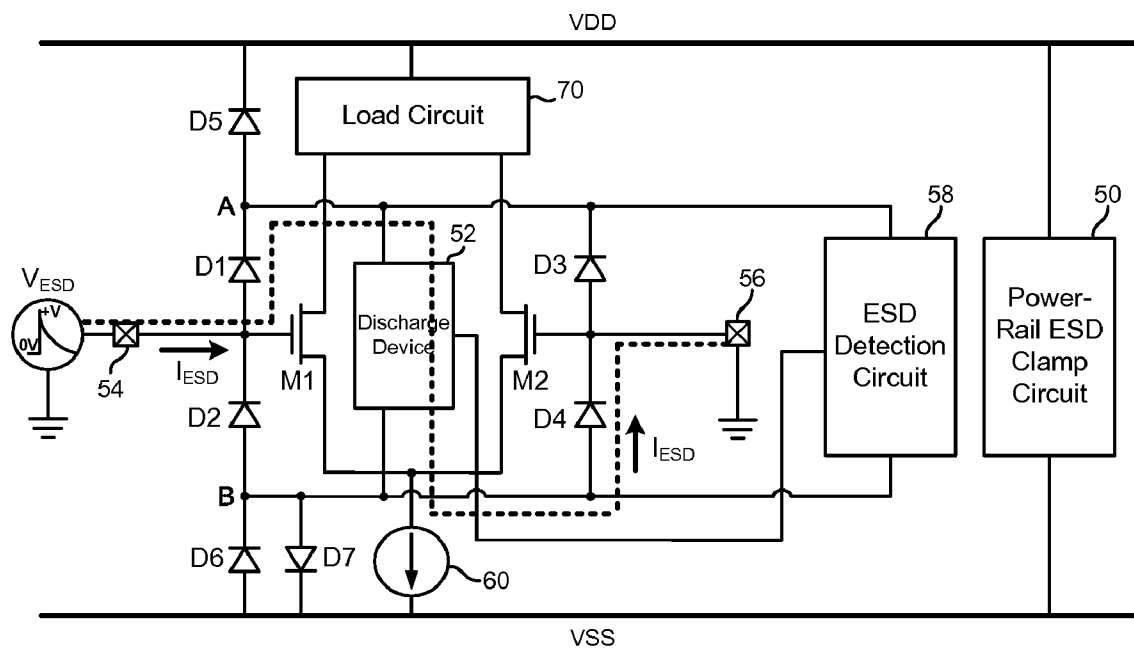 VDD
70
Load Circuit
D5
A
52
58
50
D1
D3
56
VESD
+V
0V
Discharge
Device
ESD
Detection
Circuit
Power-
Rail ESD
Clamp
Circuit
54
IESD
M1
M2
D2
D4
IESD
B
D6
D7
60
VSS